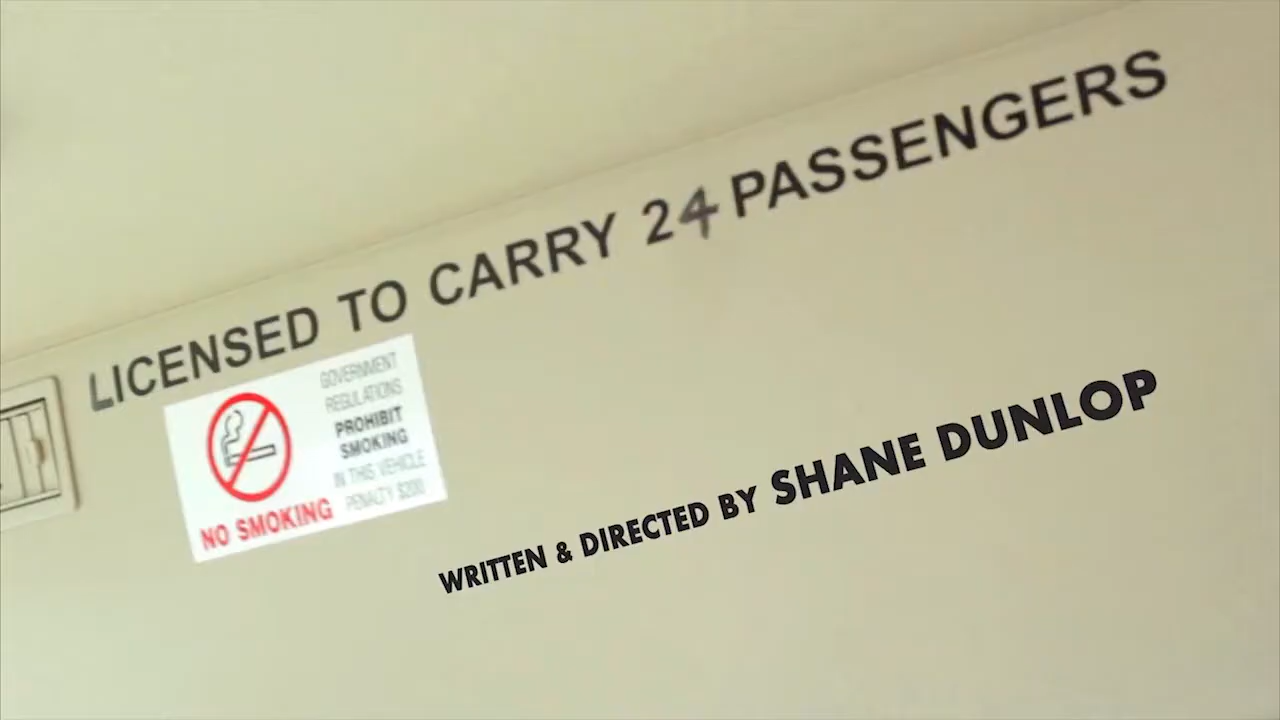 LICENSED TO CARRY 24 PASSENGERS
GOVERNMENT
REGULATIONS
PROHIBIT
SMOKING
IN THIS VEHICLE
PENALTY $200
NO SMOKING
WRITTEN & DIRECTED BY SHANE DUNLOP